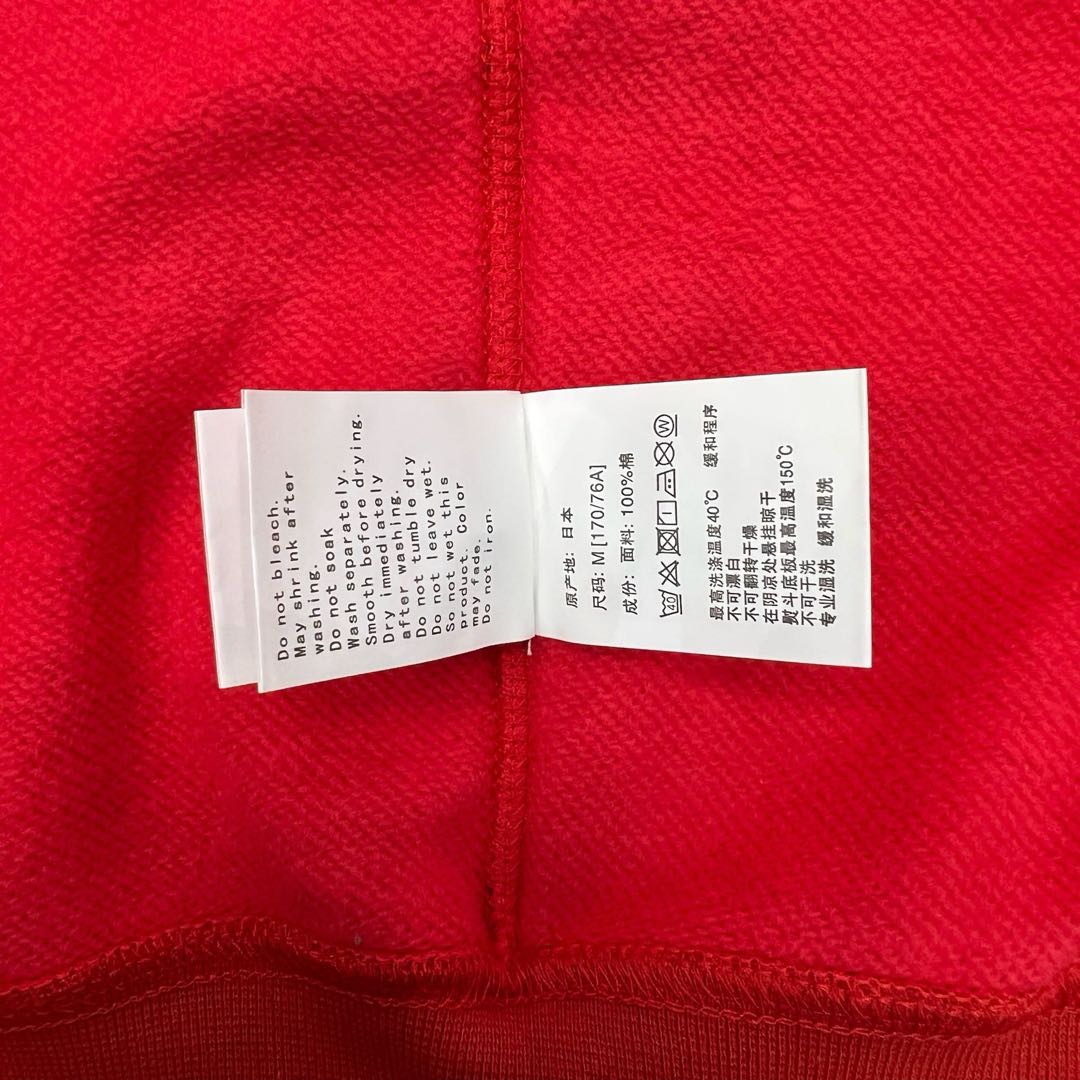 Do not bleach.
May shrink after
washing.
Do not soak
Wash separately.
Smooth before drying.
Dry immediately
after washing.
Do not tumble dry
Do not leave wet.
So not wet this
product. Color
may fade.
Do not iron.
原产地: 日本
尺码: M [170/76A]
成份: 面料: 100%棉
最高洗涤温度40℃ 缓和程序
不可漂白
不可翻转干燥
在阴凉处悬挂晾干
熨斗底板最高温度150℃
不可干洗
专业湿洗 缓和湿洗